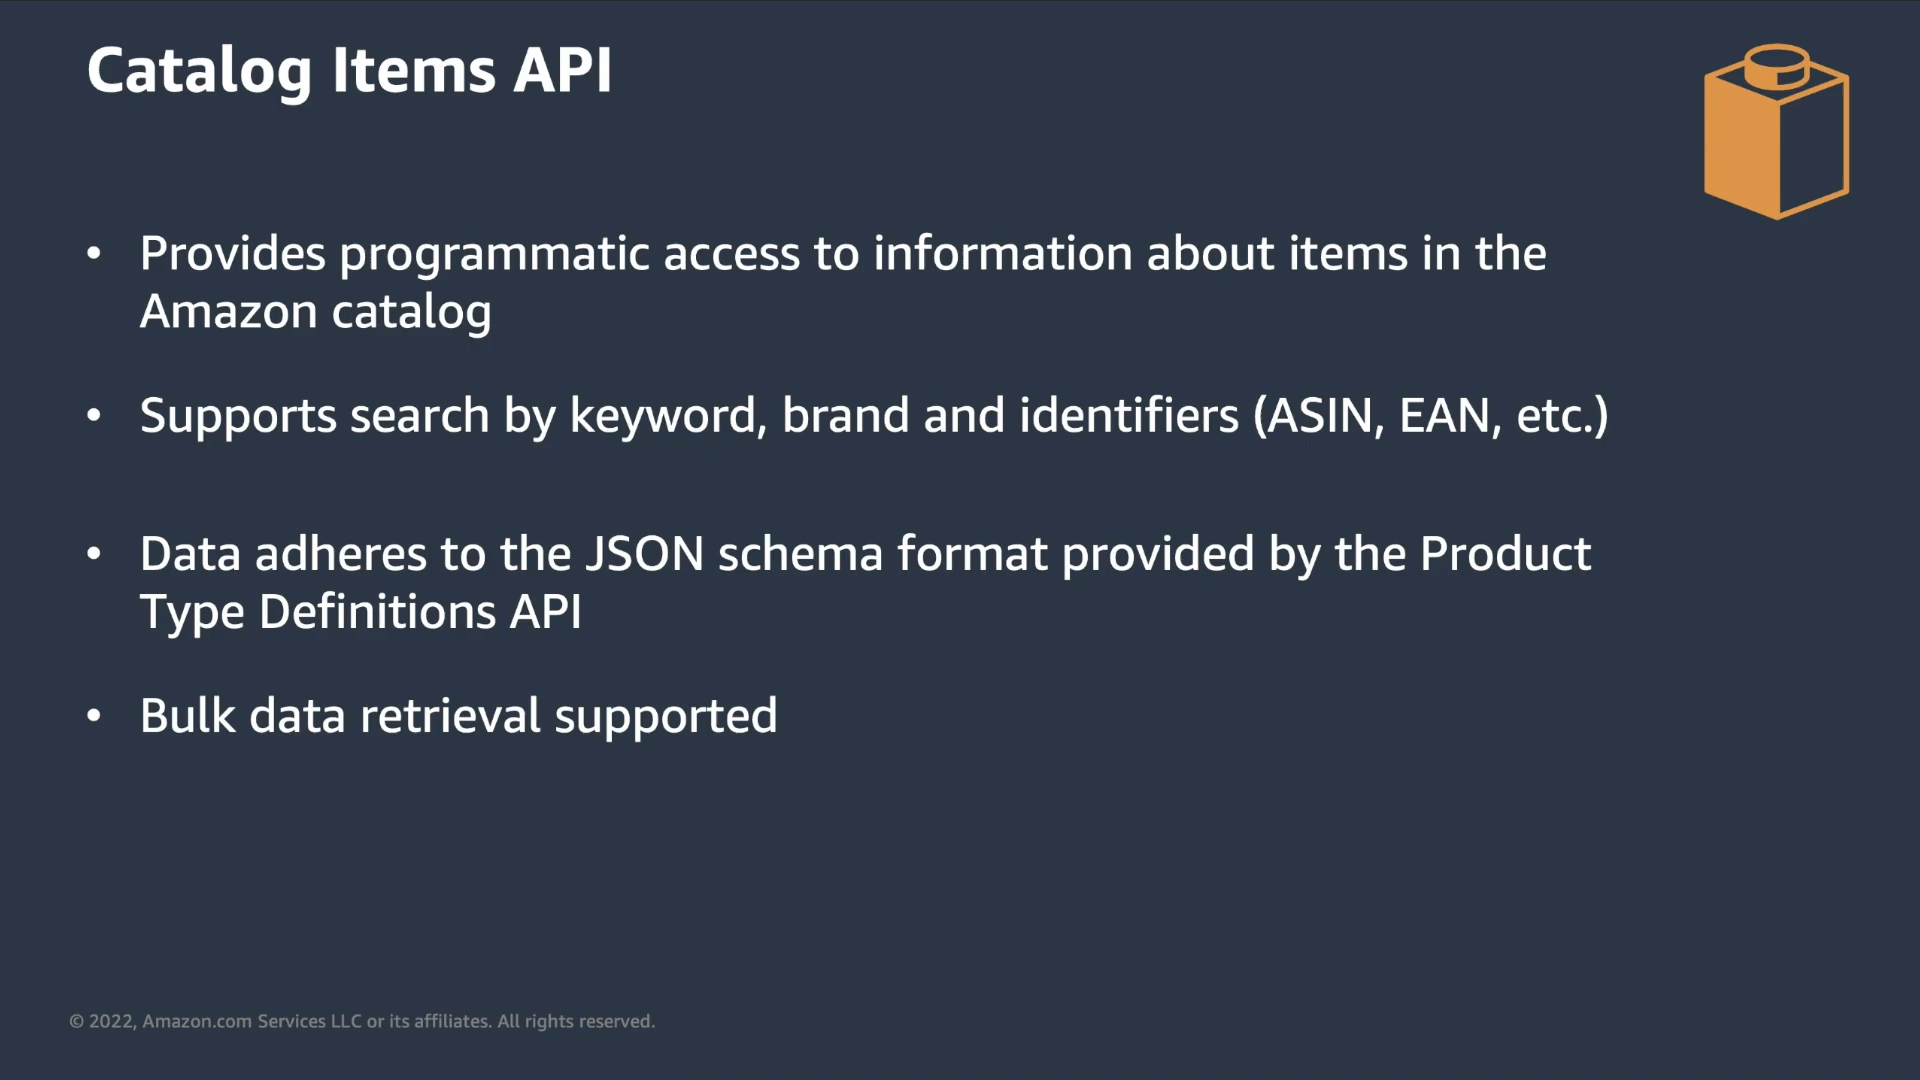 Catalog Items API
• Provides programmatic access to information about items in the
Amazon catalog
• Supports search by keyword, brand and identifiers (ASIN, EAN, etc.)
• Data adheres to the JSON schema format provided by the Product
Type Definitions API
• Bulk data retrieval supported
© 2022, Amazon.com Services LLC or its affiliates. All rights reserved.